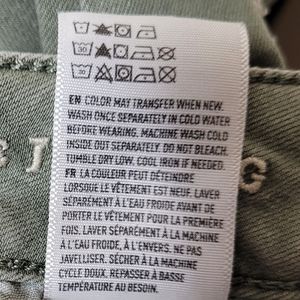 30
30
EN COLOR MAY TRANSFER WHEN NEW.
WASH ONCE SEPARATELY IN COLD WATER
BEFORE WEARING. MACHINE WASH COLD
INSIDE OUT SEPARATELY. DO NOT BLEACH.
TUMBLE DRY LOW. COOL IRON IF NEEDED.
FR LA COULEUR PEUT DÉTEINDRE
LORSQUE LE VÊTEMENT EST NEUF. LAVER
SÉPARÉMENT À L'EAU FROIDE AVANT DE
PORTER LE VÊTEMENT POUR LA PREMIÈRE
FOIS. LAVER SÉPARÉMENT À LA MACHINE
À L'EAU FROIDE, À L'ENVERS. NE PAS
JAVELLISER. SÉCHER À LA MACHINE
CYCLE DOUX. REPASSER À BASSE
TEMPÉRATURE AU BESOIN.
J
G